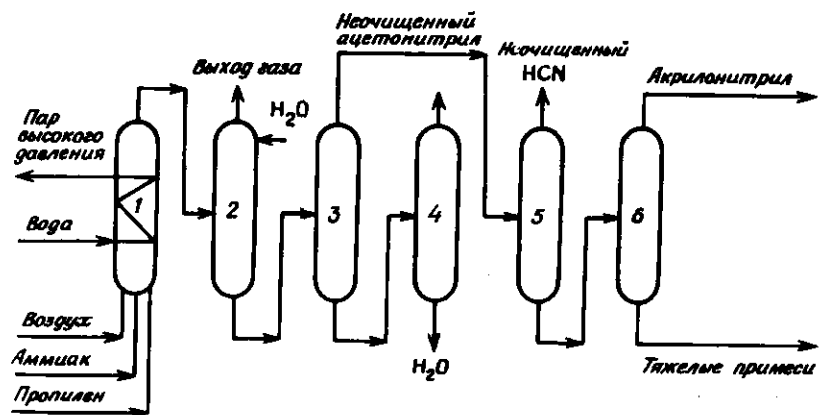 Неочищенный
ацетонитрил
Неочищенный
HCN
Выход газа
H₂O
Акрилонитрил
Пар
высокого
давления
1
2
3
4
5
6
Вода
Воздух
Аммиак
Пропилен
H₂O
Тяжелые примеси